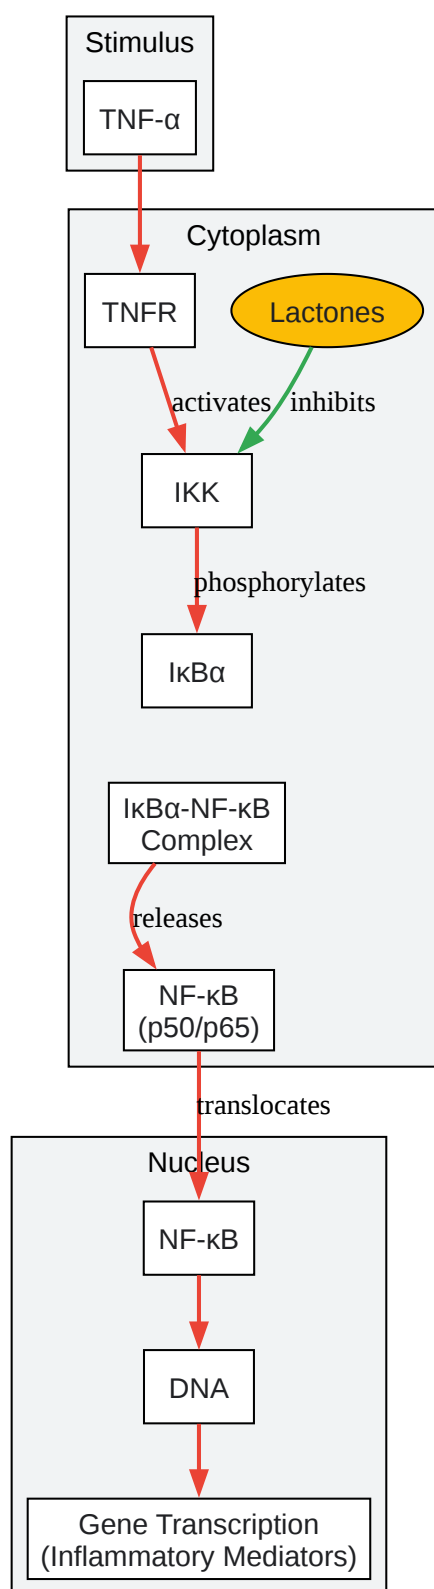 Stimulus
TNF-α
Cytoplasm
TNFR
Lactones
activates
inhibits
IKK
phosphorylates
IκBα
IκBα-NF-κB
Complex
releases
NF-κB
(p50/p65)
translocates
Nucleus
NF-κB
DNA
Gene Transcription
(Inflammatory Mediators)